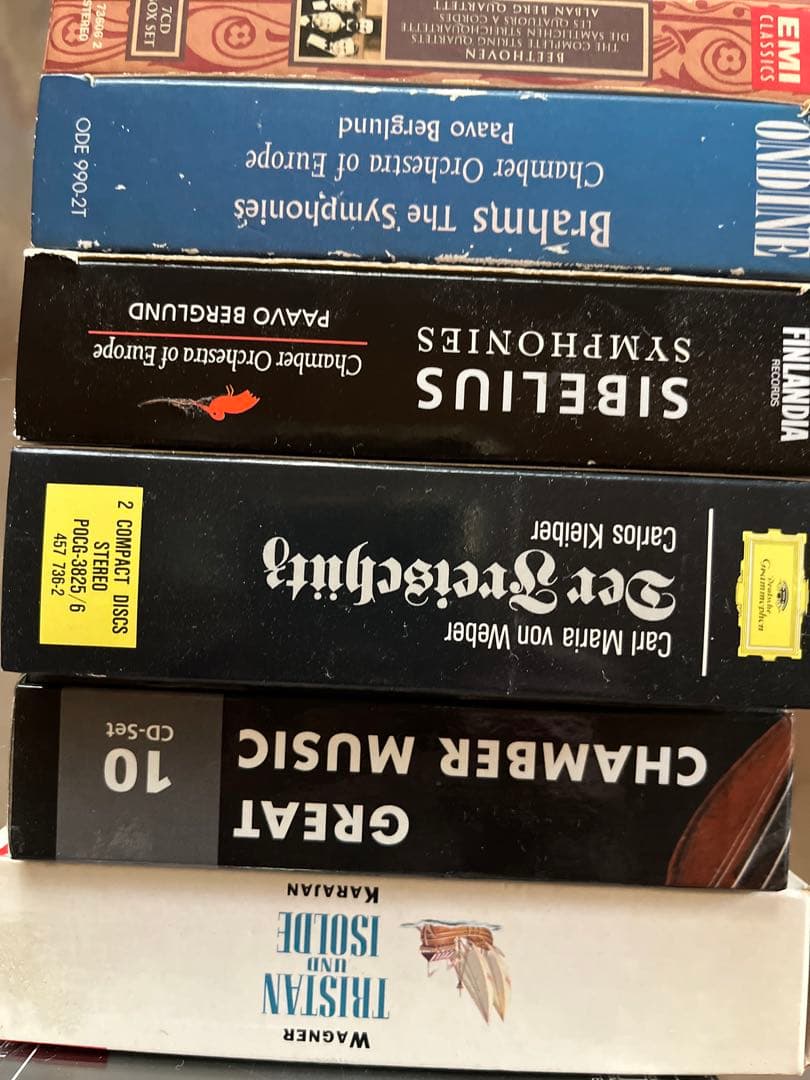 WAGNER
TRISTAN
UND
ISOLDE
KARAJAN
GREAT
CHAMBER MUSIC
10
CD-Set
Deutsche
Grammophon
Carl Maria von Weber
Der Freischütz
Carlos Kleiber
2 COMPACT DISCS
STEREO
POCG-3825/6
457 736-2
FINLANDIA
RECORDS
SIBELIUS
SYMPHONIES
Chamber Orchestra of Europe
PAAVO BERGLUND
ONDINE
Brahms The Symphonies
Chamber Orchestra of Europe
Paavo Berglund
ODE 990-2T
EMI
CLASSICS
BEETHOVEN
THE COMPLETE STRING QUARTETS
DIE SÄMTLICHEN STREICHQUARTETTE
LES QUATUORS À CORDES
ALBAN BERG QUARTETT
7CD
BOX SET
73606 2
STEREO